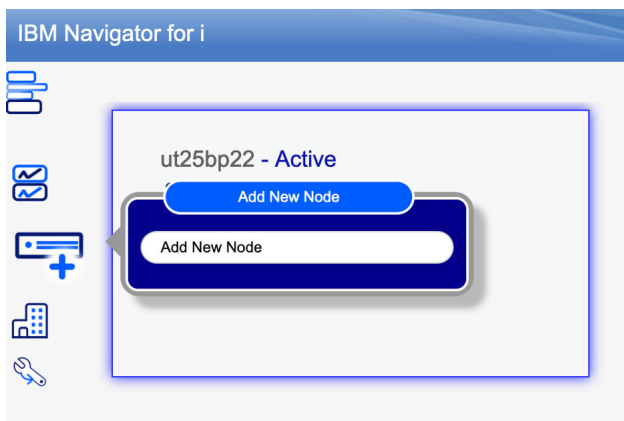 IBM Navigator for i
ut25bp22 - Active
Add New Node
Add New Node